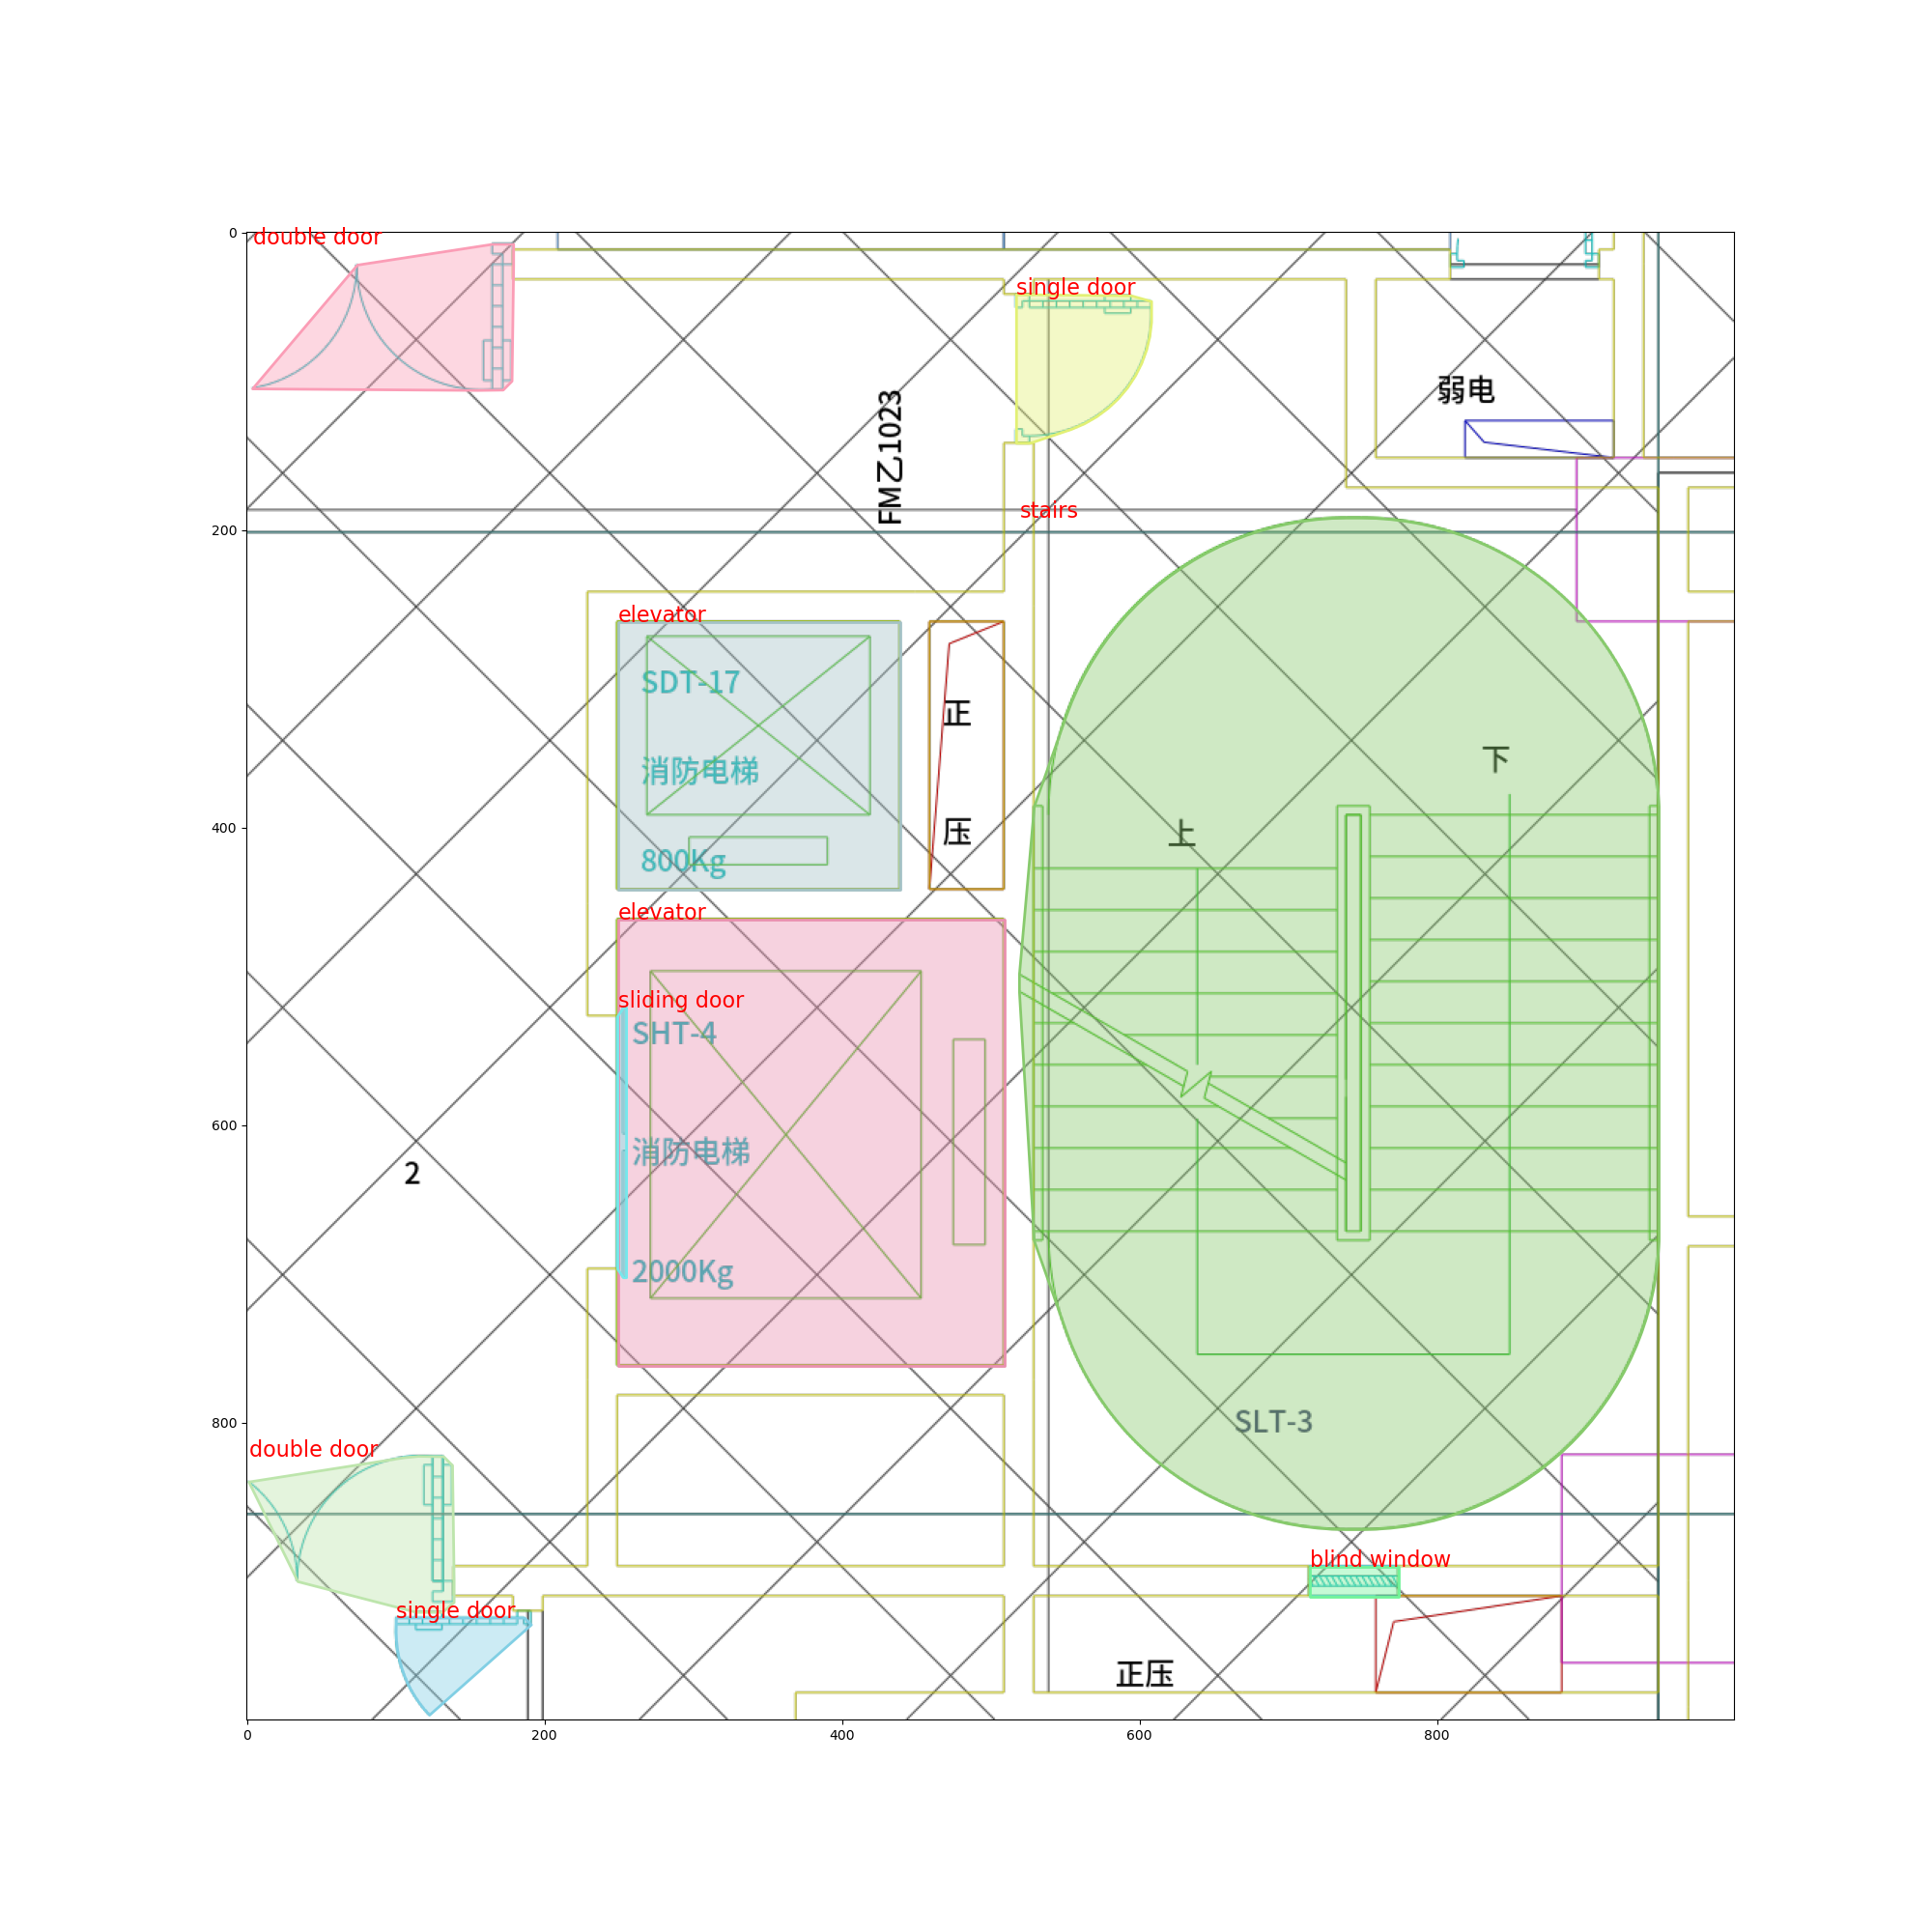 double door
single door
弱电
FM乙1023
stairs
elevator
SDT-17
消防电梯
800Kg
正
压
下
上
elevator
sliding door
SHT-4
消防电梯
2000Kg
2
SLT-3
double door
blind window
single door
正压
0
200
400
600
800
0
200
400
600
800